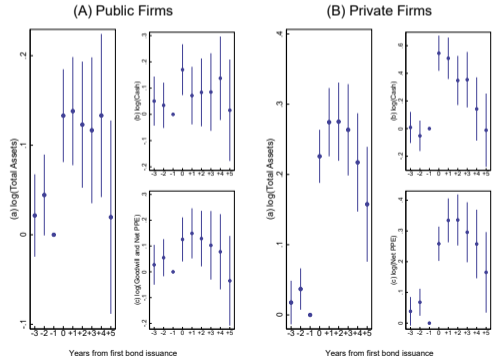 (A) Public Firms
(a) log(Total Assets)
.2
.1
0
-.1
-3 -2 -1 0 +1 +2 +3 +4 +5
(b) log(Cash)
.3
.2
.1
0
-.1
-.2
-3 -2 -1 0 +1 +2 +3 +4 +5
(c) log(Goodwill and Net PPE)
.3
.2
.1
0
-.1
-.2
-3 -2 -1 0 +1 +2 +3 +4 +5
Years from first bond issuance
(B) Private Firms
(a) log(Total Assets)
.4
.3
.2
.1
0
-3 -2 -1 0 +1 +2 +3 +4 +5
(b) log(Cash)
.6
.4
.2
0
-.2
-3 -2 -1 0 +1 +2 +3 +4 +5
(c) log(Net PPE)
.4
.3
.2
.1
0
-3 -2 -1 0 +1 +2 +3 +4 +5
Years from first bond issuance